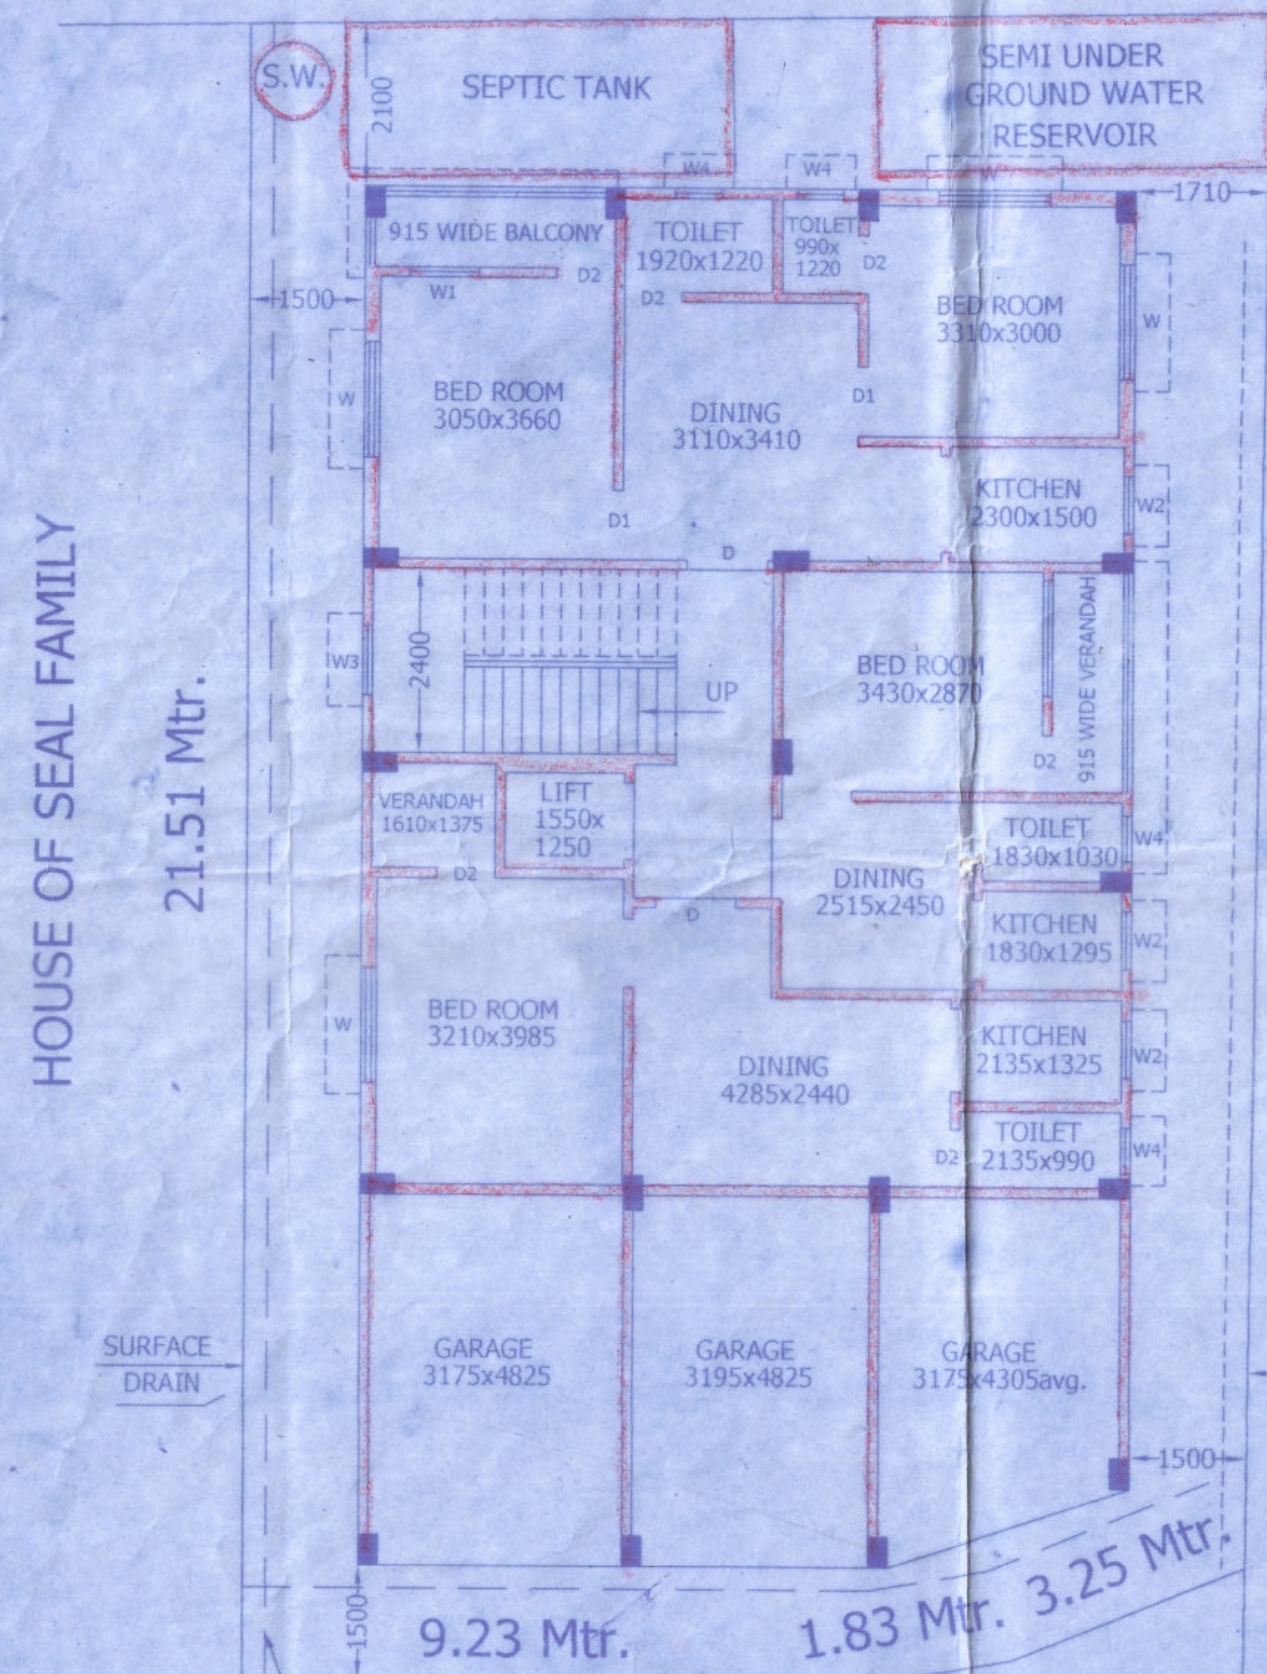 S.W.
SEPTIC TANK
SEMI UNDER
GROUND WATER
RESERVOIR
2100
W4
W4
W
1710
915 WIDE BALCONY
TOILET
1920x1220
TOILET
990x
1220
D2
D2
D2
W1
1500
BED ROOM
3310x3000
W
W
BED ROOM
3050x3660
DINING
3110x3410
D1
KITCHEN
2300x1500
W2
D1
D
HOUSE OF SEAL FAMILY
21.51 Mtr.
W3
2400
UP
BED ROOM
3430x2870
915 WIDE VERANDAH
D2
VERANDAH
1610x1375
LIFT
1550x
1250
TOILET
1830x1030
W4
D2
DINING
2515x2450
D
KITCHEN
1830x1295
W2
BED ROOM
3210x3985
W
KITCHEN
2135x1325
W2
DINING
4285x2440
TOILET
2135x990
D2
W4
SURFACE
DRAIN
GARAGE
3175x4825
GARAGE
3195x4825
GARAGE
3175x4305avg.
1500
1500
9.23 Mtr.
1.83 Mtr.
3.25 Mtr.